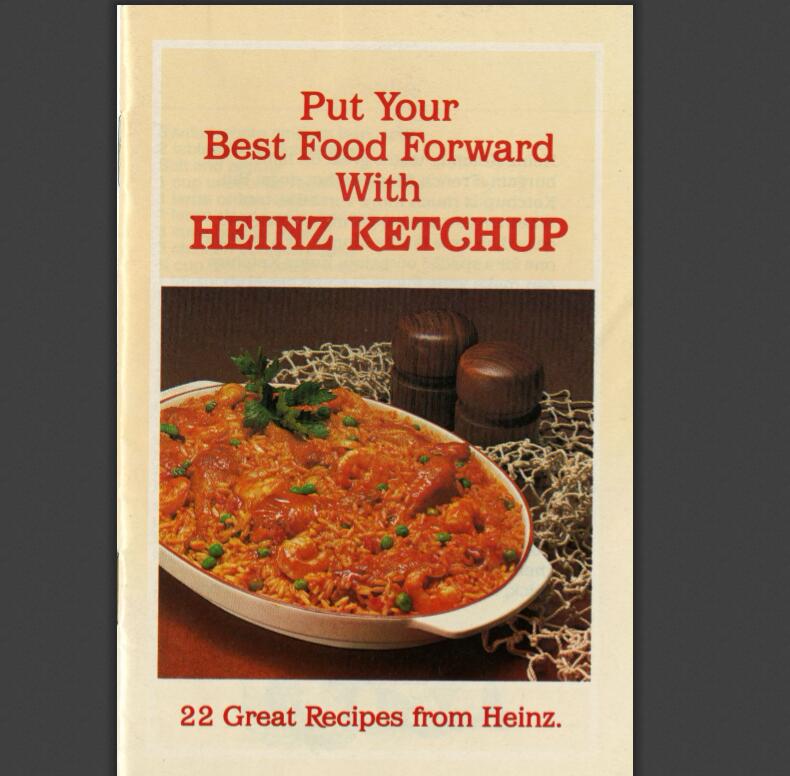 Put Your
Best Food Forward
With
HEINZ KETCHUP
22 Great Recipes from Heinz.